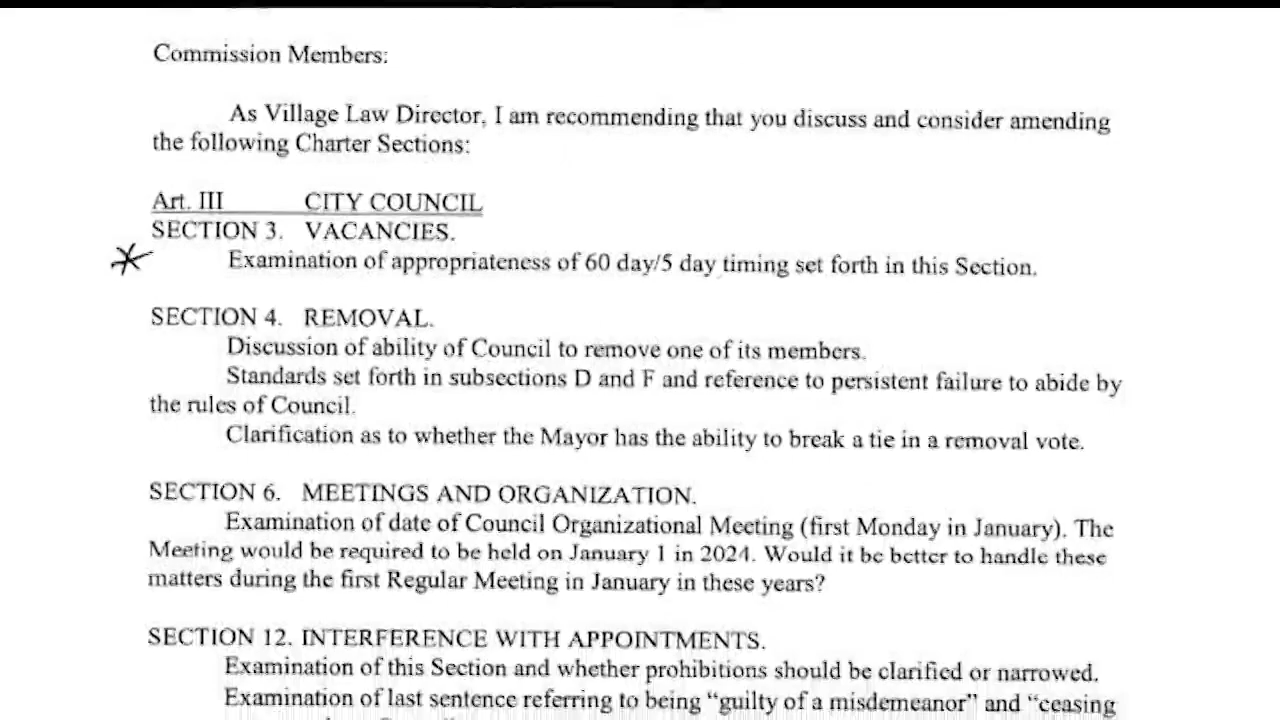 Commission Members:
As Village Law Director, I am recommending that you discuss and consider amending
the following Charter Sections:
Art. III CITY COUNCIL
SECTION 3. VACANCIES.
Examination of appropriateness of 60 day/5 day timing set forth in this Section.
SECTION 4. REMOVAL.
Discussion of ability of Council to remove one of its members.
Standards set forth in subsections D and F and reference to persistent failure to abide by
the rules of Council.
Clarification as to whether the Mayor has the ability to break a tie in a removal vote.
SECTION 6. MEETINGS AND ORGANIZATION.
Examination of date of Council Organizational Meeting (first Monday in January). The
Meeting would be required to be held on January 1 in 2024. Would it be better to handle these
matters during the first Regular Meeting in January in these years?
SECTION 12. INTERFERENCE WITH APPOINTMENTS.
Examination of this Section and whether prohibitions should be clarified or narrowed.
Examination of last sentence referring to being "guilty of a misdemeanor" and "ceasing